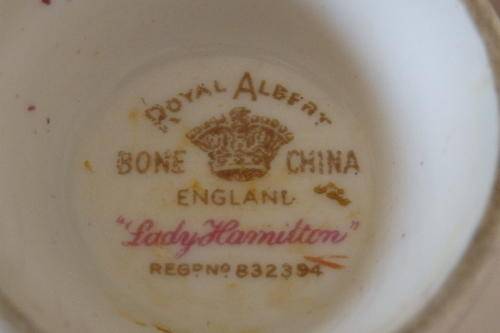 ROYAL ALBERT
BONE CHINA
ENGLAND
"Lady Hamilton"
REGD No 832394